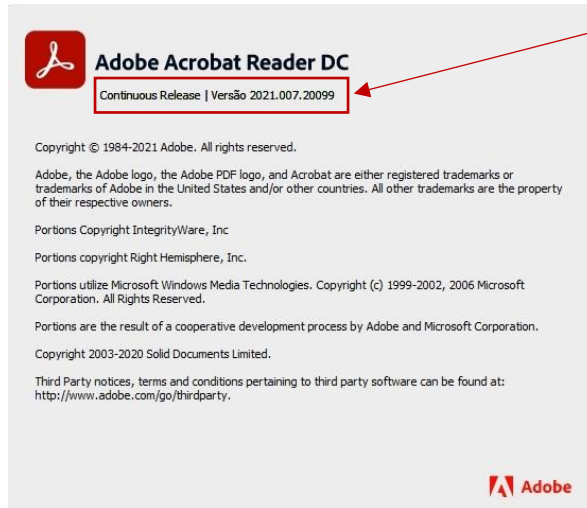 Adobe Acrobat Reader DC
Continuous Release | Versão 2021.007.20099
Copyright © 1984-2021 Adobe. All rights reserved.
Adobe, the Adobe logo, the Adobe PDF logo, and Acrobat are either registered trademarks or
trademarks of Adobe in the United States and/or other countries. All other trademarks are the property
of their respective owners.
Portions Copyright IntegrityWare, Inc
Portions copyright Right Hemisphere, Inc.
Portions utilize Microsoft Windows Media Technologies. Copyright (c) 1999-2002, 2006 Microsoft
Corporation. All Rights Reserved.
Portions are the result of a cooperative development process by Adobe and Microsoft Corporation.
Copyright 2003-2020 Solid Documents Limited.
Third Party notices, terms and conditions pertaining to third party software can be found at:
http://www.adobe.com/go/thirdparty.
Adobe